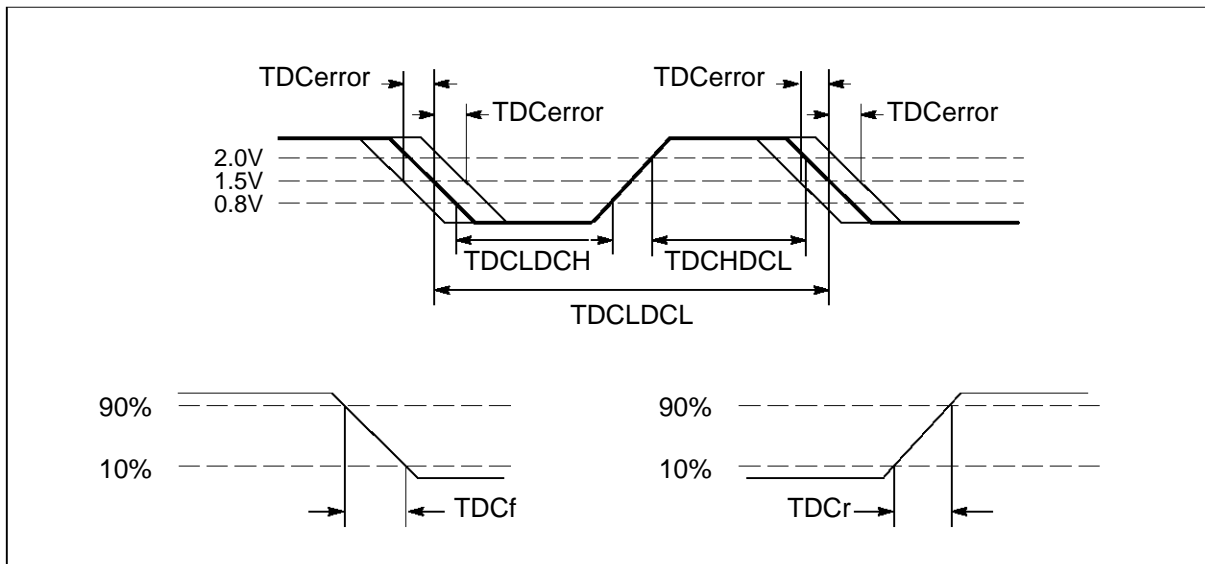 TDCerror
TDCerror
TDCerror
TDCerror
2.0V
1.5V
0.8V
TDCLDCH
TDCHDCL
TDCLDCL
90%
10%
TDCf
90%
10%
TDCr